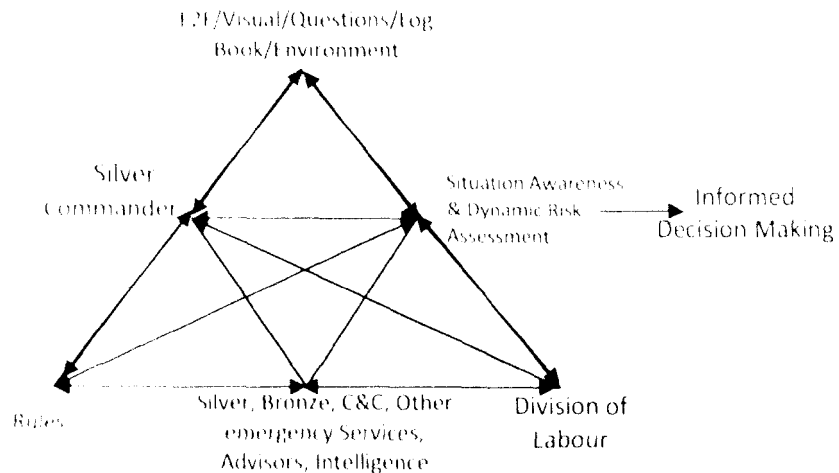 F2F/Visual/Questions/Log
Book/Environment
Silver
Commander
Situation Awareness
& Dynamic Risk
Assessment
Informed
Decision Making
Rules
Silver, Bronze, C&C, Other
emergency Services,
Advisors, Intelligence
Division of
Labour